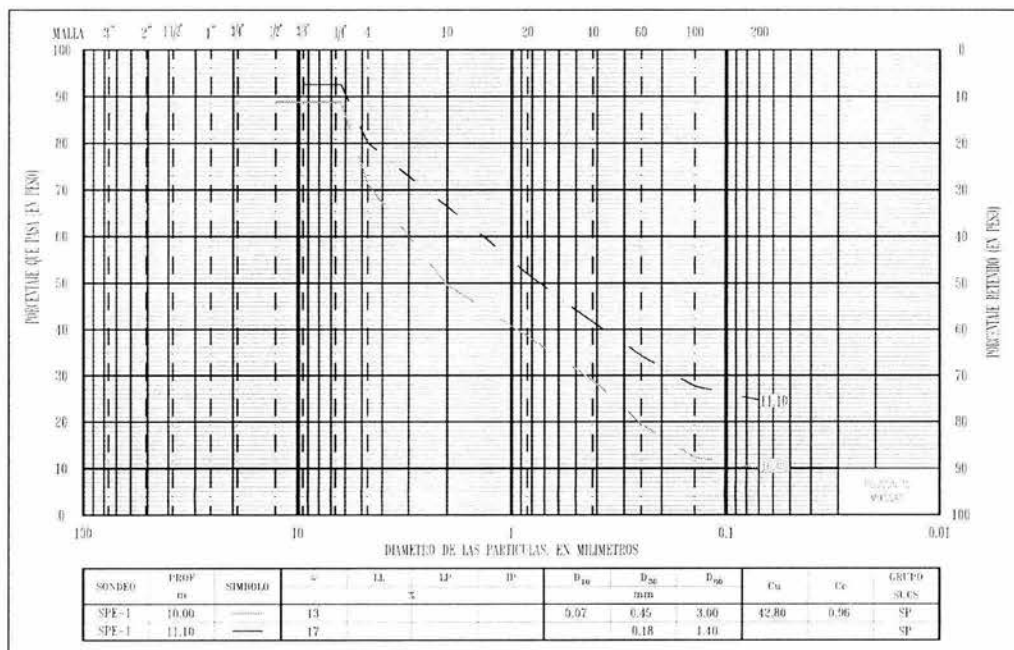 MALLA 3" 2" 1 1/2" 1" 3/4" 1/2" 3/8" 1/4" 4 10 20 40 60 100 200
100 0
90 10
80 20
70 30
60 40
50 50
40 60
30 70
20 80
10 90
0 100
PORCENTAJE QUE PASA (EN PESO)
PORCENTAJE RETENIDO (EN PESO)
11.10
100 10 1 0.1 0.01
DIAMETRO DE LAS PARTICULAS, EN MILIMETROS
SONDEO PROF SIMBOLO LL LP IP D10 D30 D60 Cu Cc GRUPO
m % mm SUCS
SPE-1 10.00 13 0.07 0.45 3.00 42.80 0.96 SP
SPE-1 11.10 17 0.18 1.40 SP